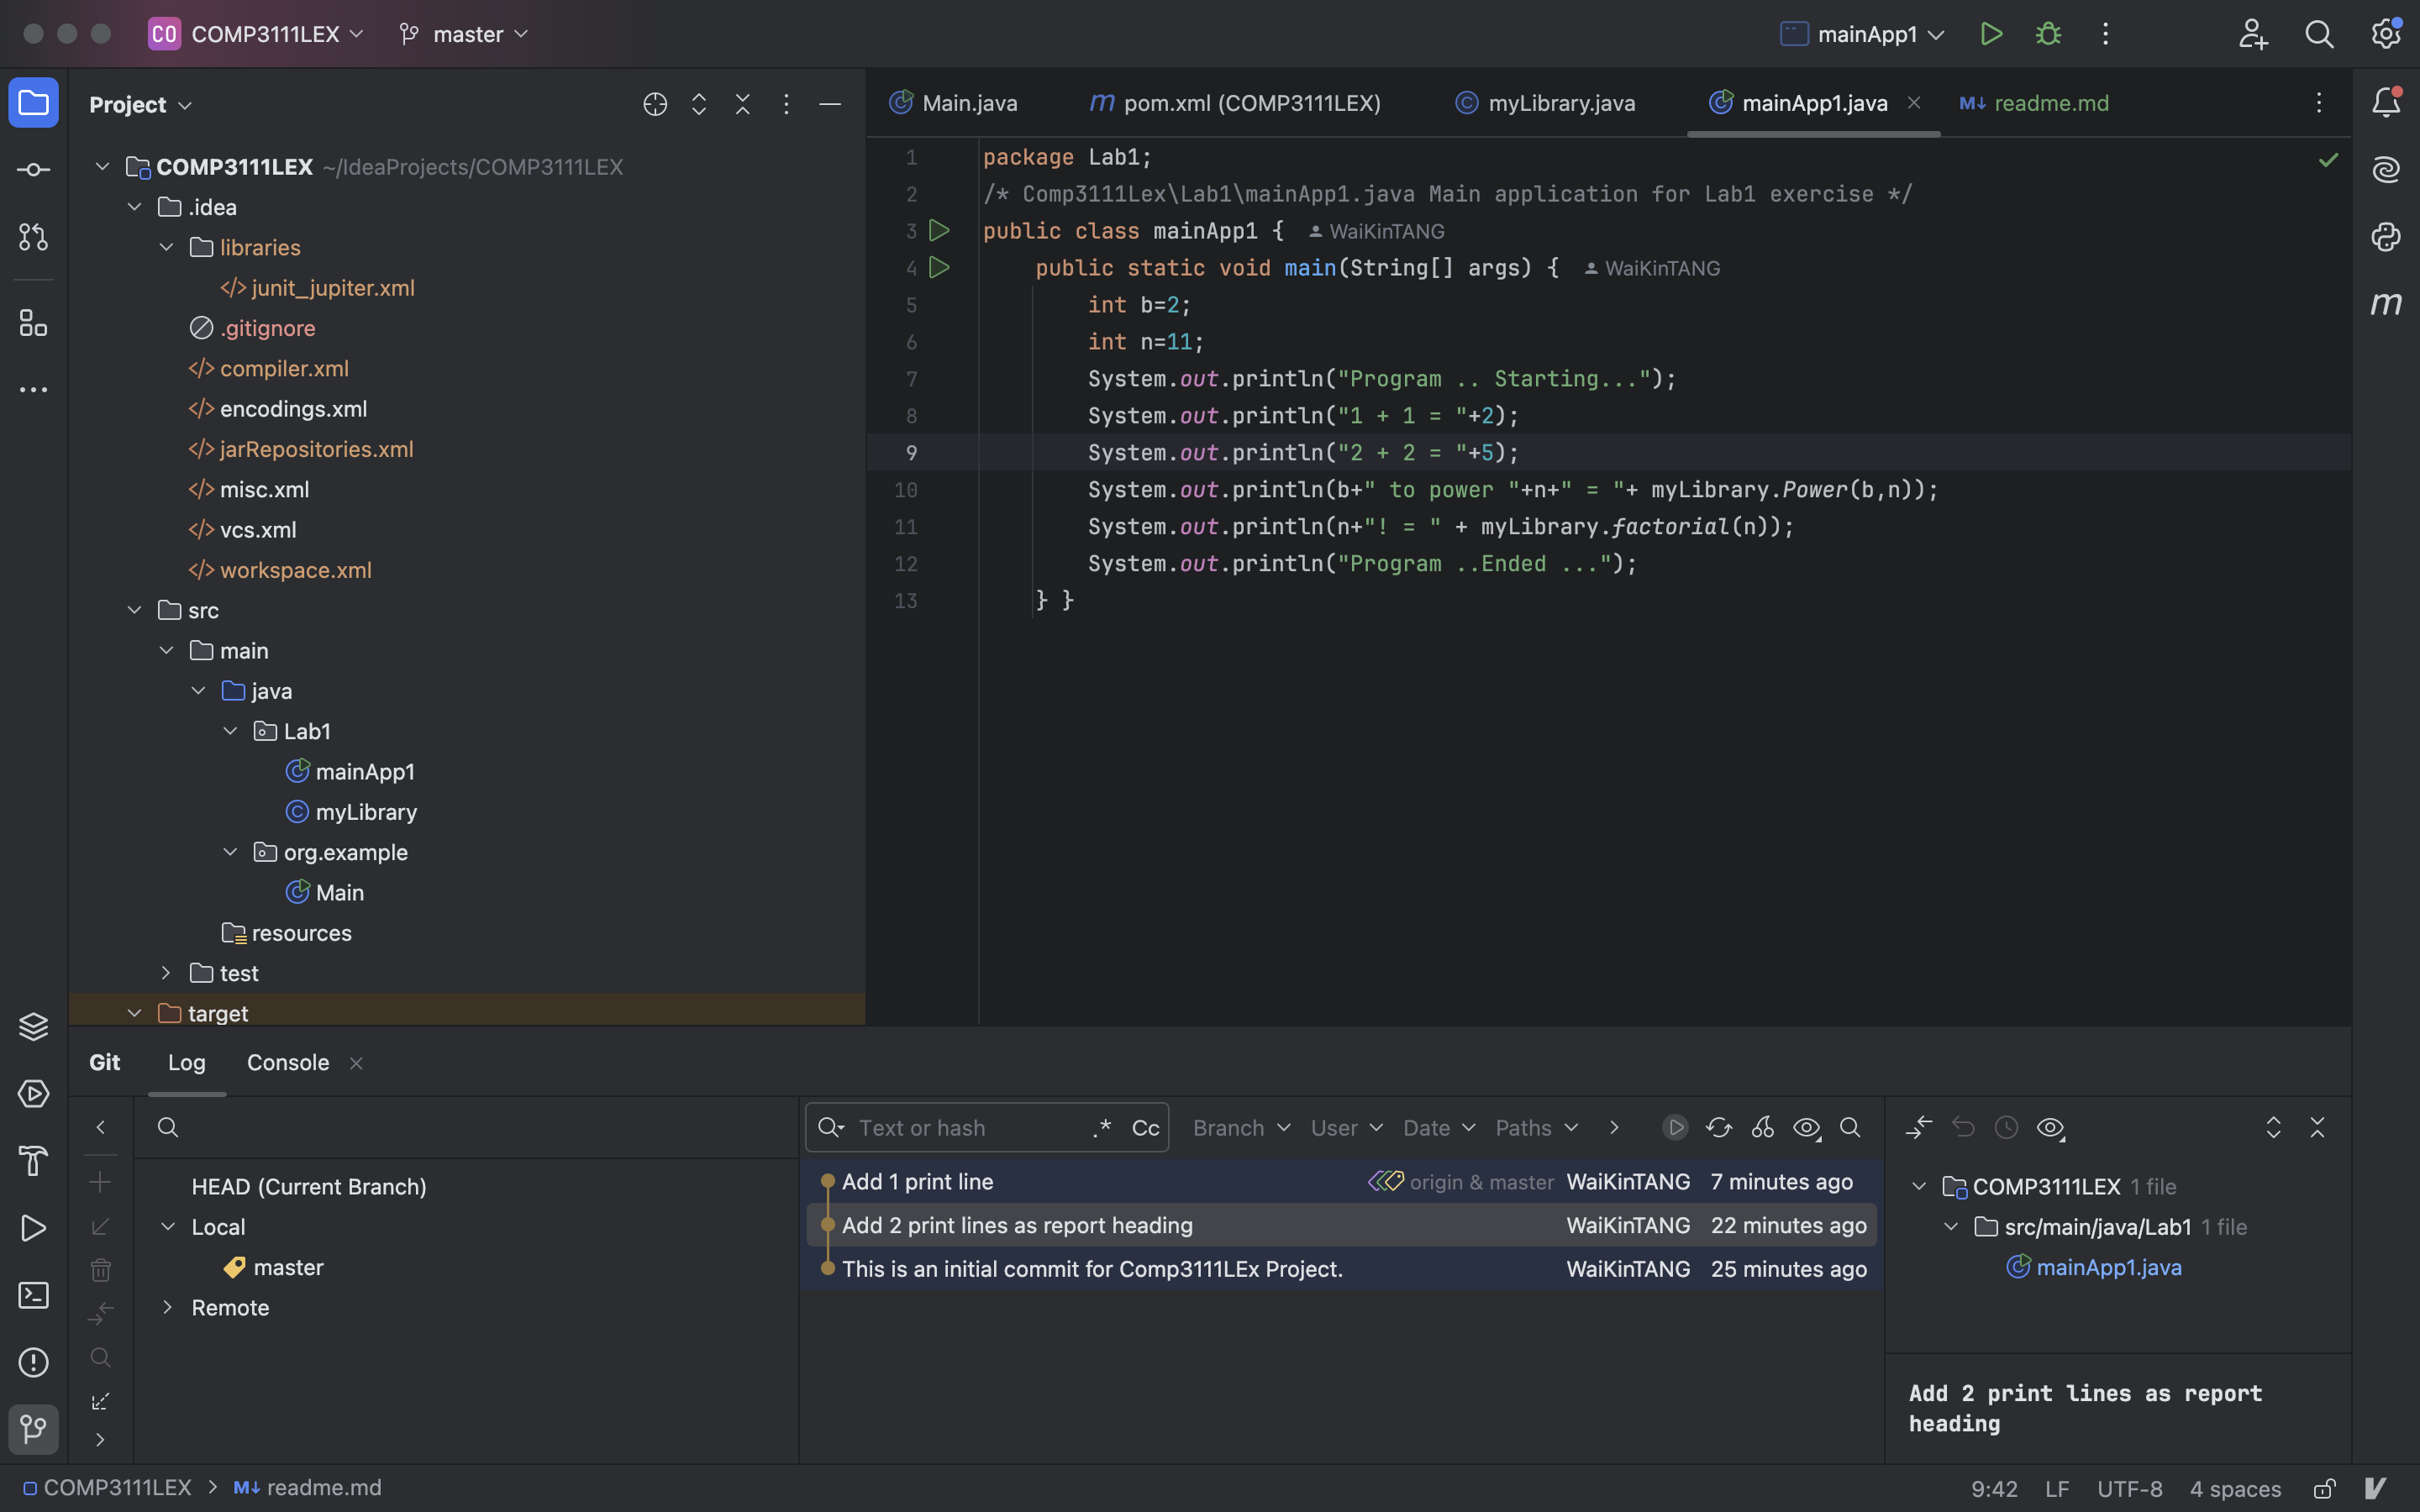 CO COMP3111LEX master mainApp1
Project
Main.java m pom.xml (COMP3111LEX) myLibrary.java mainApp1.java M↓ readme.md
COMP3111LEX ~/IdeaProjects/COMP3111LEX
.idea
libraries
</> junit_jupiter.xml
.gitignore
</> compiler.xml
</> encodings.xml
</> jarRepositories.xml
</> misc.xml
</> vcs.xml
</> workspace.xml
src
main
java
Lab1
mainApp1
myLibrary
org.example
Main
resources
test
target
1 package Lab1;
2 /* Comp3111Lex\Lab1\mainApp1.java Main application for Lab1 exercise */
3 public class mainApp1 { WaiKinTANG
4 public static void main(String[] args) { WaiKinTANG
5 int b=2;
6 int n=11;
7 System.out.println("Program .. Starting...");
8 System.out.println("1 + 1 = "+2);
9 System.out.println("2 + 2 = "+5);
10 System.out.println(b+" to power "+n+" = "+ myLibrary.Power(b,n));
11 System.out.println(n+"! = " + myLibrary.factorial(n));
12 System.out.println("Program ..Ended ...");
13 } }
m
Git Log Console
HEAD (Current Branch)
Local
master
Remote
Text or hash .* Cc Branch User Date Paths
Add 1 print line origin & master WaiKinTANG 7 minutes ago
Add 2 print lines as report heading WaiKinTANG 22 minutes ago
This is an initial commit for Comp3111LEx Project. WaiKinTANG 25 minutes ago
COMP3111LEX 1 file
src/main/java/Lab1 1 file
mainApp1.java
Add 2 print lines as report
heading
COMP3111LEX > M↓ readme.md 9:42 LF UTF-8 4 spaces